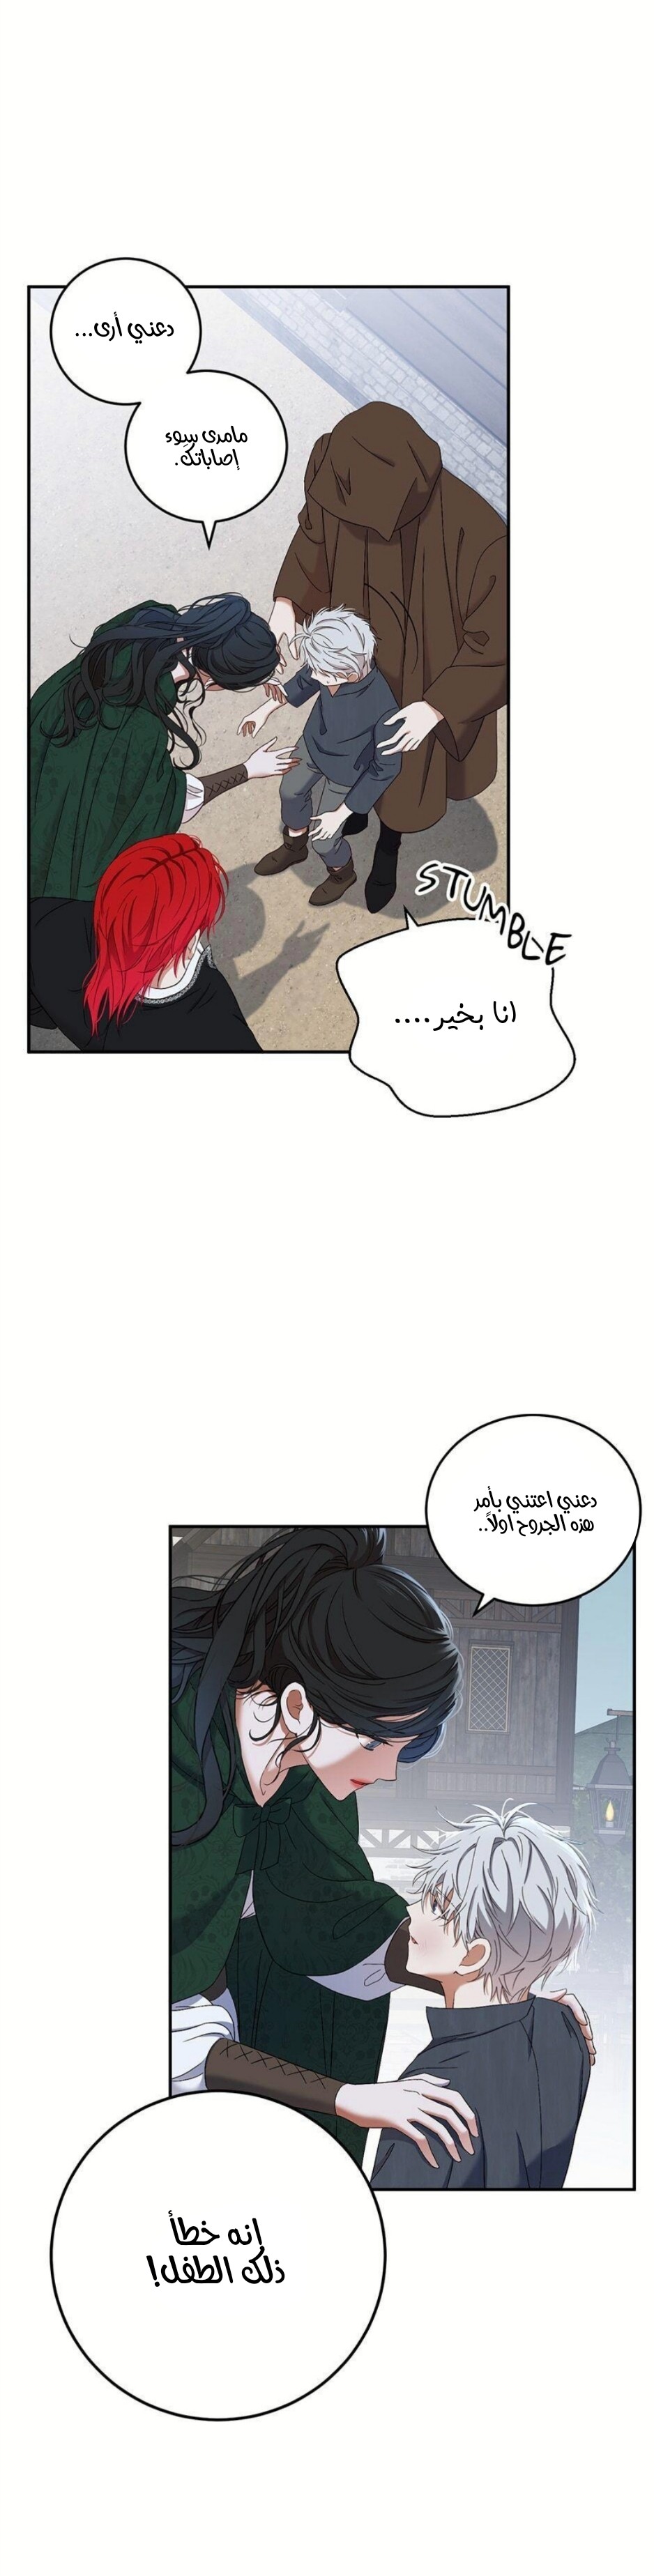 دعني أرى...
مامدى سوء
إصاباتك.
STUMBLE
انا بخير....
دعني اعتني بأمر
هذه الجروح اولاً..
إنه خطأ
ذلك الطفل!